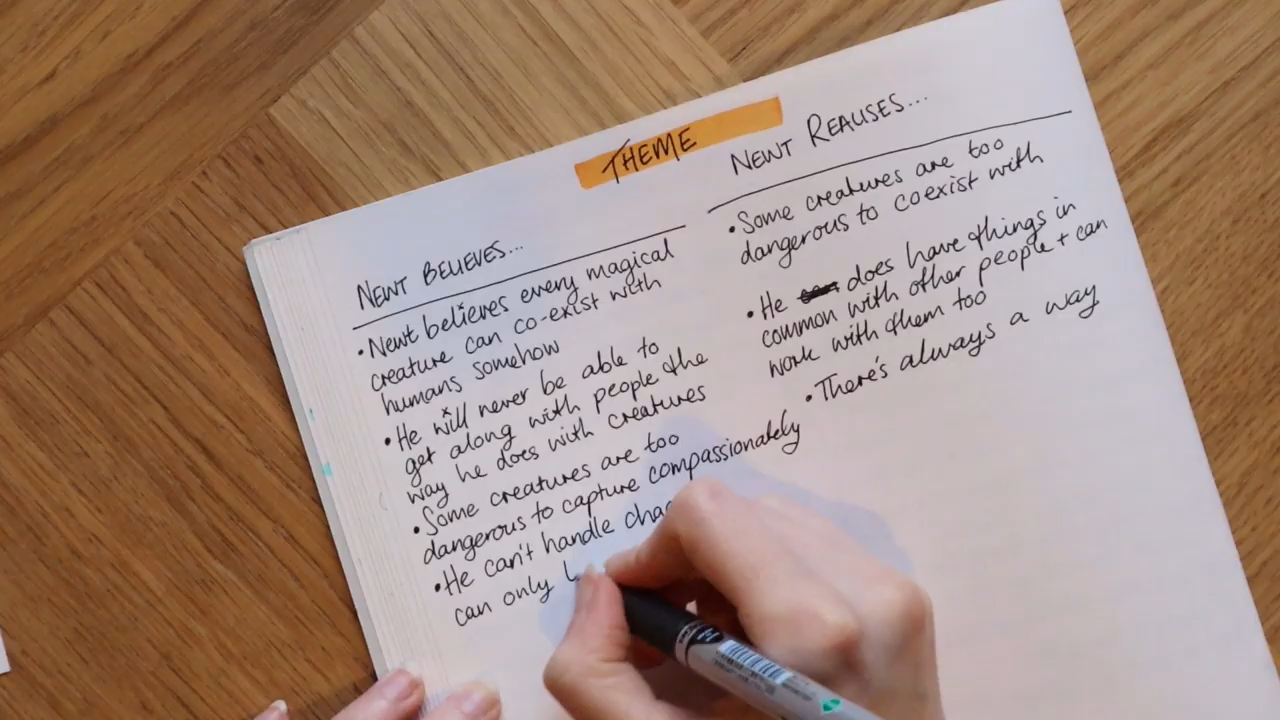 THEME
NEWT BELIEVES...
• Newt believes every magical
creature can co-exist with
humans somehow
• He will never be able to
get along with people the
way he does with creatures
• Some creatures are too
dangerous to capture compassionately
• He can't handle
can only
NEWT REALISES...
• Some creatures are too
dangerous to coexist with
• He does have things in
common with other people + can
work with them too
• There's always a way